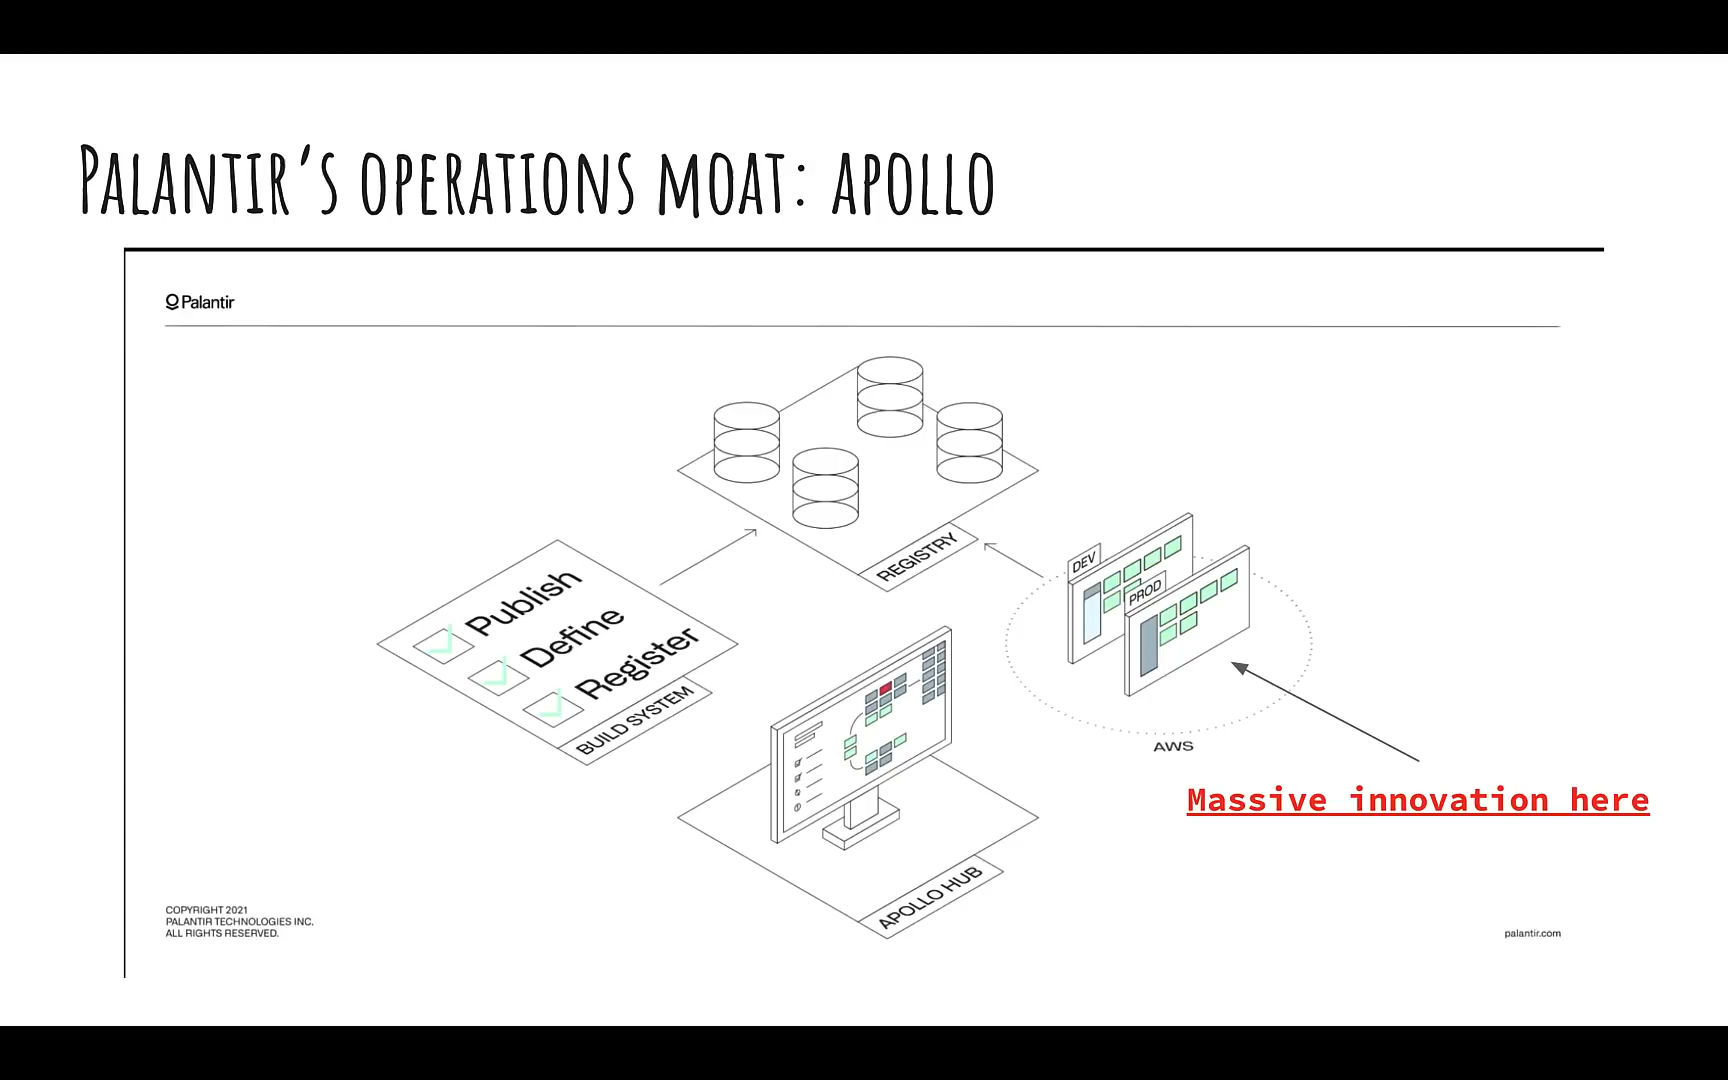 PALANTIR'S OPERATIONS MOAT: APOLLO
Palantir
REGISTRY
DEV
PROD
Publish
Define
Register
BUILD SYSTEM
AWS
Massive innovation here
APOLLO HUB
COPYRIGHT 2021
PALANTIR TECHNOLOGIES INC.
ALL RIGHTS RESERVED.
palantir.com